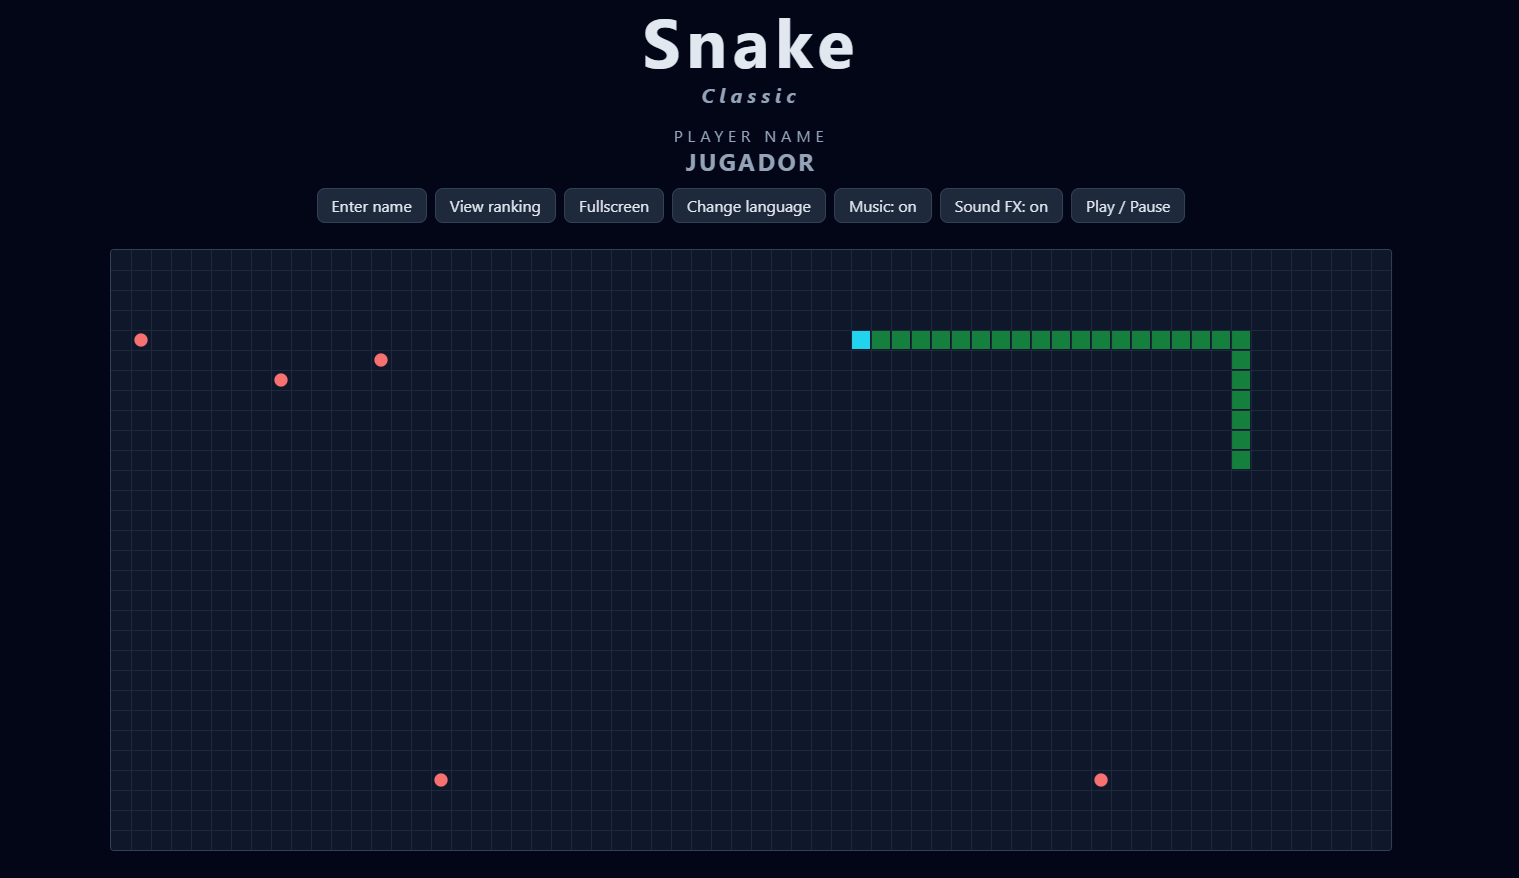 Snake
Classic
PLAYER NAME
JUGADOR
Enter name View ranking Fullscreen Change language Music: on Sound FX: on Play / Pause